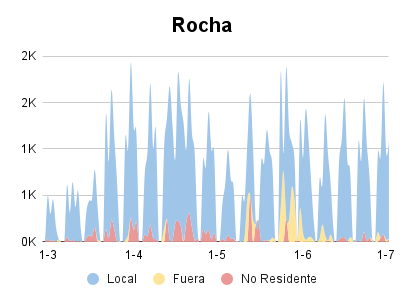 Rocha
2K
2K
1K
1K
0K
1-3 1-4 1-5 1-6 1-7
Local Fuera No Residente